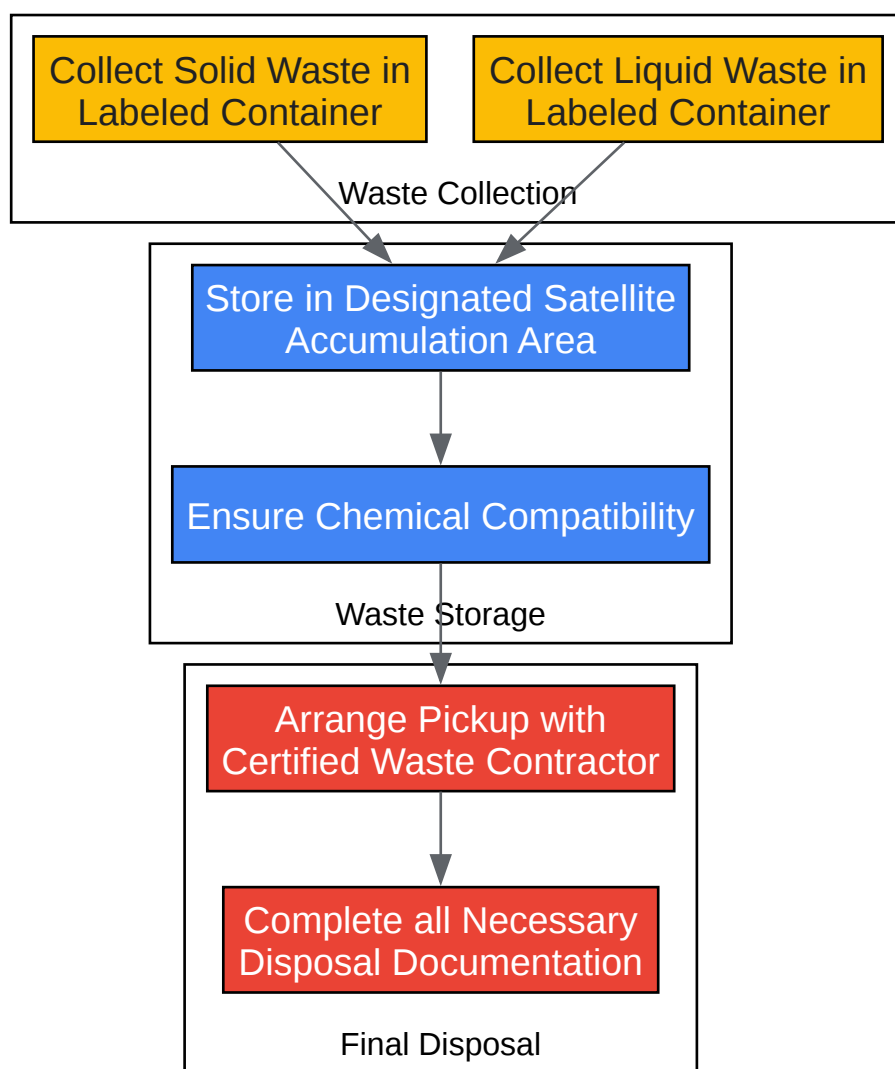 Collect Solid Waste in
Labeled Container
Collect Liquid Waste in
Labeled Container
Waste Collection
Store in Designated Satellite
Accumulation Area
Ensure Chemical Compatibility
Waste Storage
Arrange Pickup with
Certified Waste Contractor
Complete all Necessary
Disposal Documentation
Final Disposal